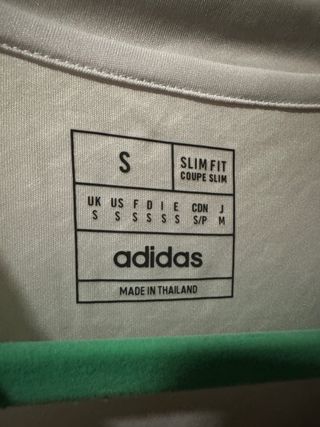 S
SLIM FIT
COUPE SLIM
UK US F D I E CDN J
S S S S S S S/P M
adidas
MADE IN THAILAND